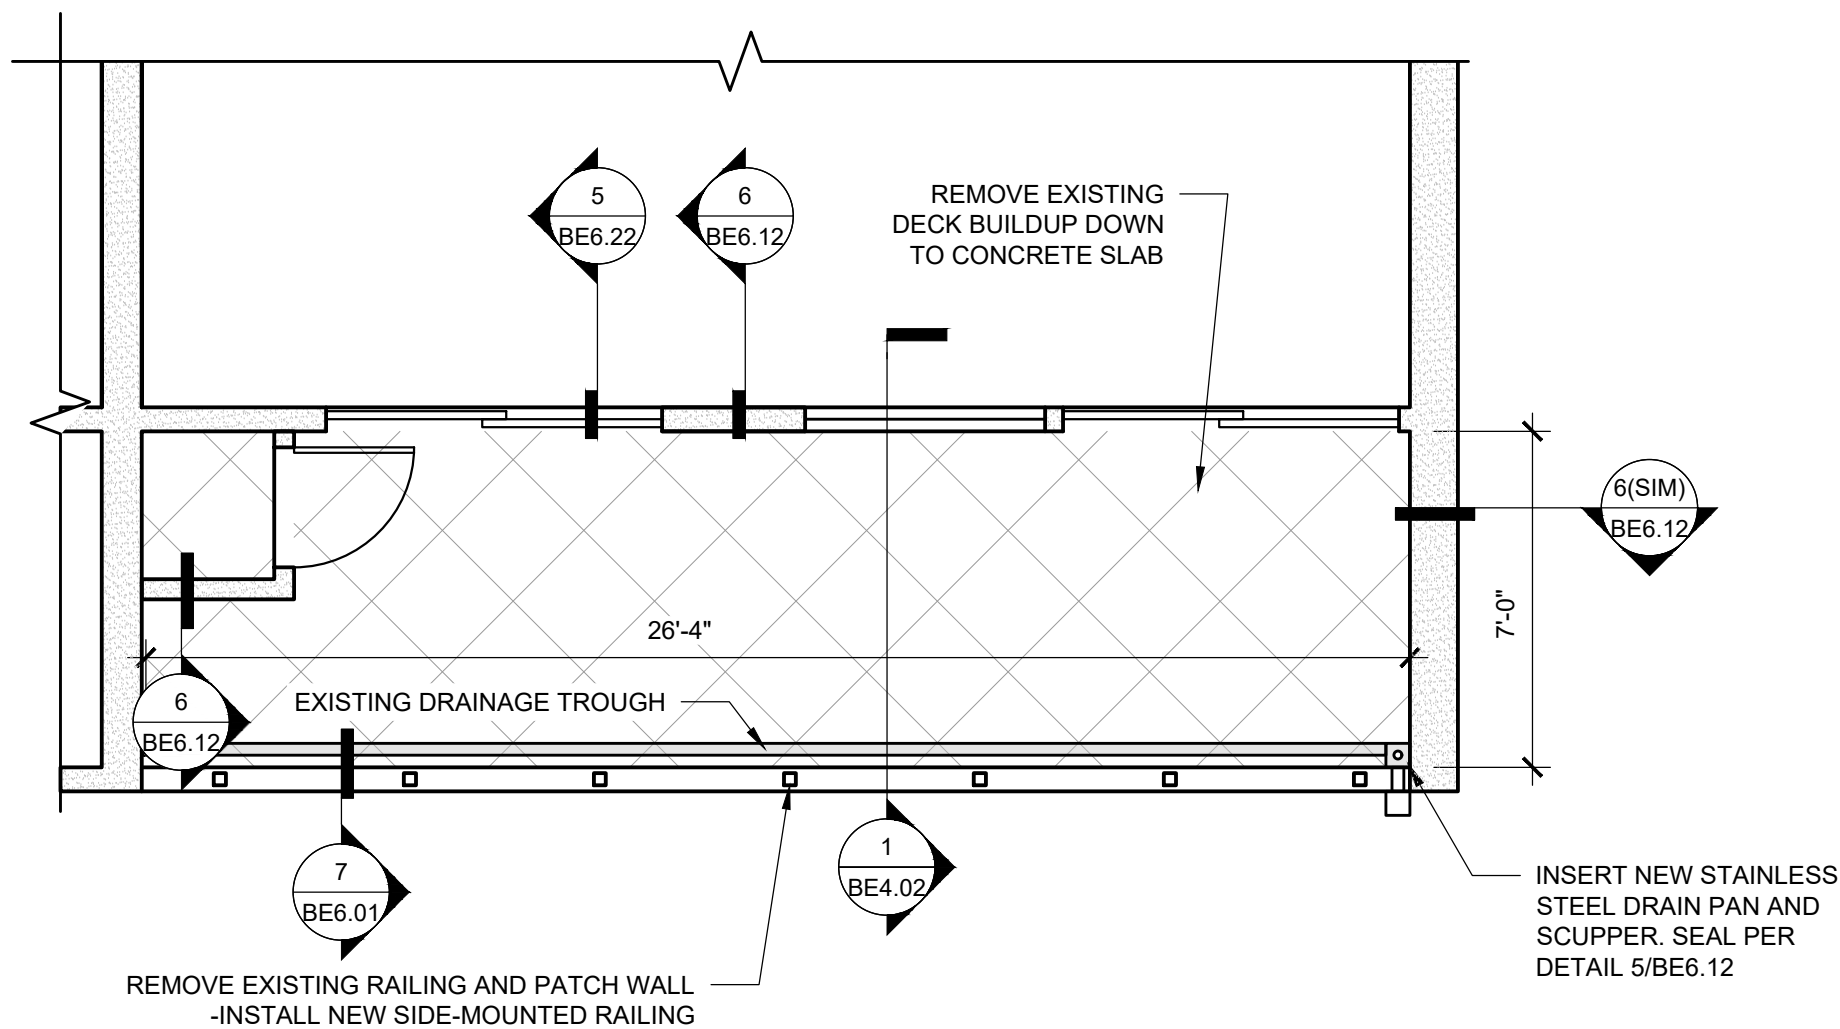 5
BE6.22
6
BE6.12
REMOVE EXISTING
DECK BUILDUP DOWN
TO CONCRETE SLAB
6(SIM)
BE6.12
7'-0"
26'-4"
EXISTING DRAINAGE TROUGH
6
BE6.12
7
BE6.01
1
BE4.02
INSERT NEW STAINLESS
STEEL DRAIN PAN AND
SCUPPER. SEAL PER
DETAIL 5/BE6.12
REMOVE EXISTING RAILING AND PATCH WALL
-INSTALL NEW SIDE-MOUNTED RAILING